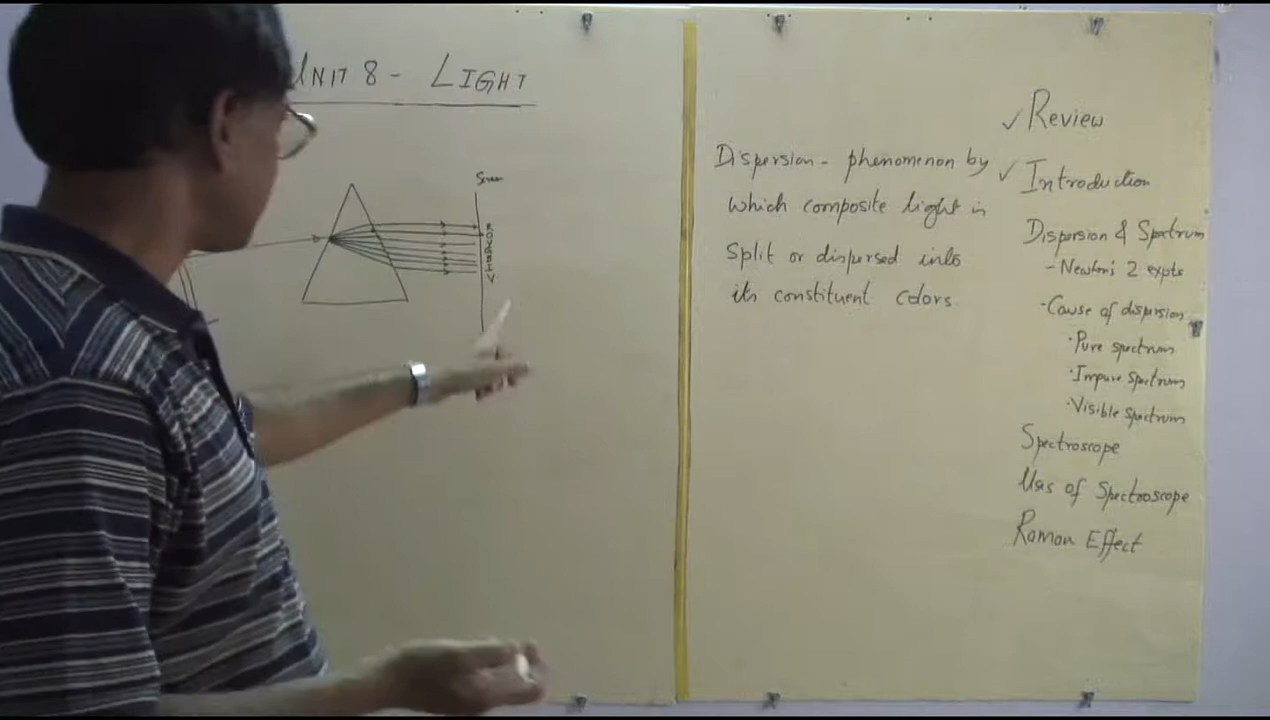 UNIT 8 - LIGHT
Screen
Dispersion - phenomenon by
which composite light is
split or dispersed into
its constituent colors.
✓ Review
✓ Introduction
Dispersion & Spectrum
- Newton's 2 expts
· Cause of dispersion
· Pure spectrum
· Impure spectrum
· Visible spectrum
Spectroscope
Uses of Spectroscope
Raman Effect